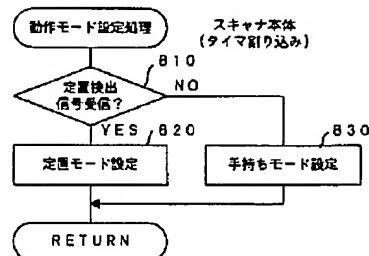 動作モード設定処理
スキャナ本体
(タイマ割り込み)
810
定置検出
信号受信?
NO
YES
820
830
定置モード設定
手持ちモード設定
RETURN